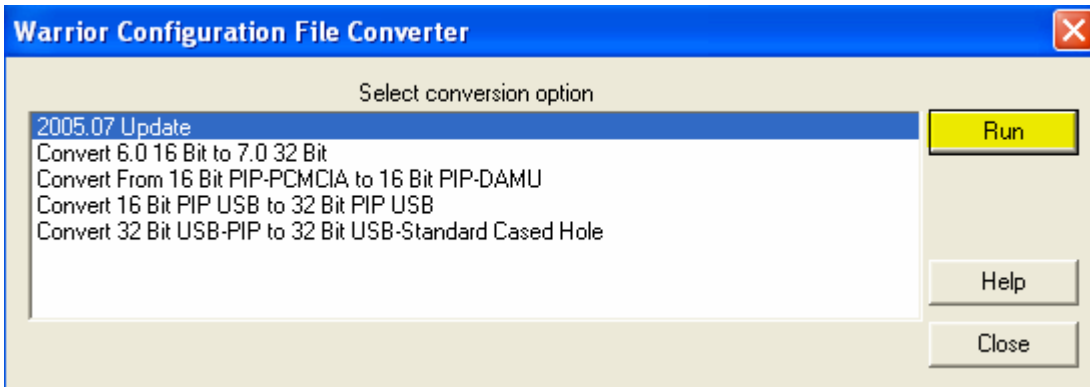 Warrior Configuration File Converter
Select conversion option
2005.07 Update
Run
Convert 6.0 16 Bit to 7.0 32 Bit
Convert From 16 Bit PIP-PCMCIA to 16 Bit PIP-DAMU
Convert 16 Bit PIP USB to 32 Bit PIP USB
Convert 32 Bit USB-PIP to 32 Bit USB-Standard Cased Hole
Help
Close